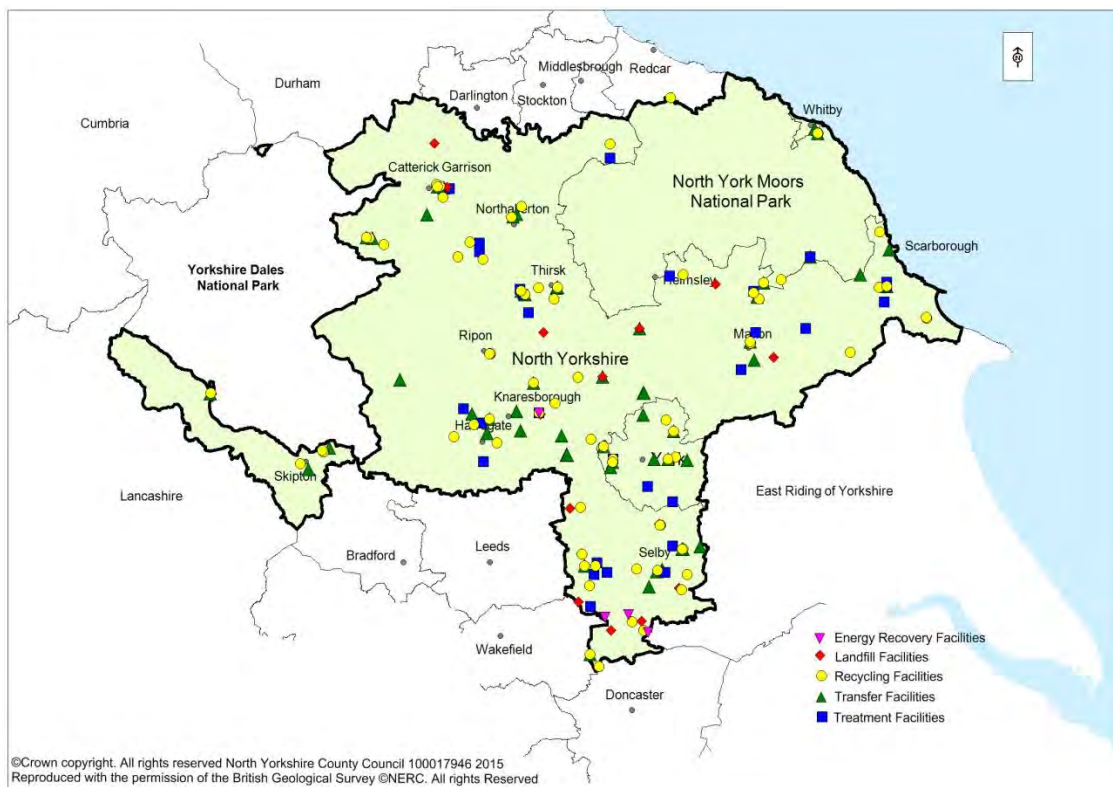 Redcar
Middlesbrough
Durham
Darlington
Stockton
Whitby
Cumbria
Catterick Garrison
North York Moors
National Park
Northallerton
Scarborough
Yorkshire Dales
National Park
Thirsk
Helmsley
Ripon
North Yorkshire
Malton
Knaresborough
Harrogate
York
Skipton
Lancashire
East Riding of Yorkshire
Bradford
Leeds
Selby
Wakefield
Doncaster
Energy Recovery Facilities
Landfill Facilities
Recycling Facilities
Transfer Facilities
Treatment Facilities
©Crown copyright. All rights reserved North Yorkshire County Council 100017946 2015
Reproduced with the permission of the British Geological Survey ©NERC. All rights Reserved